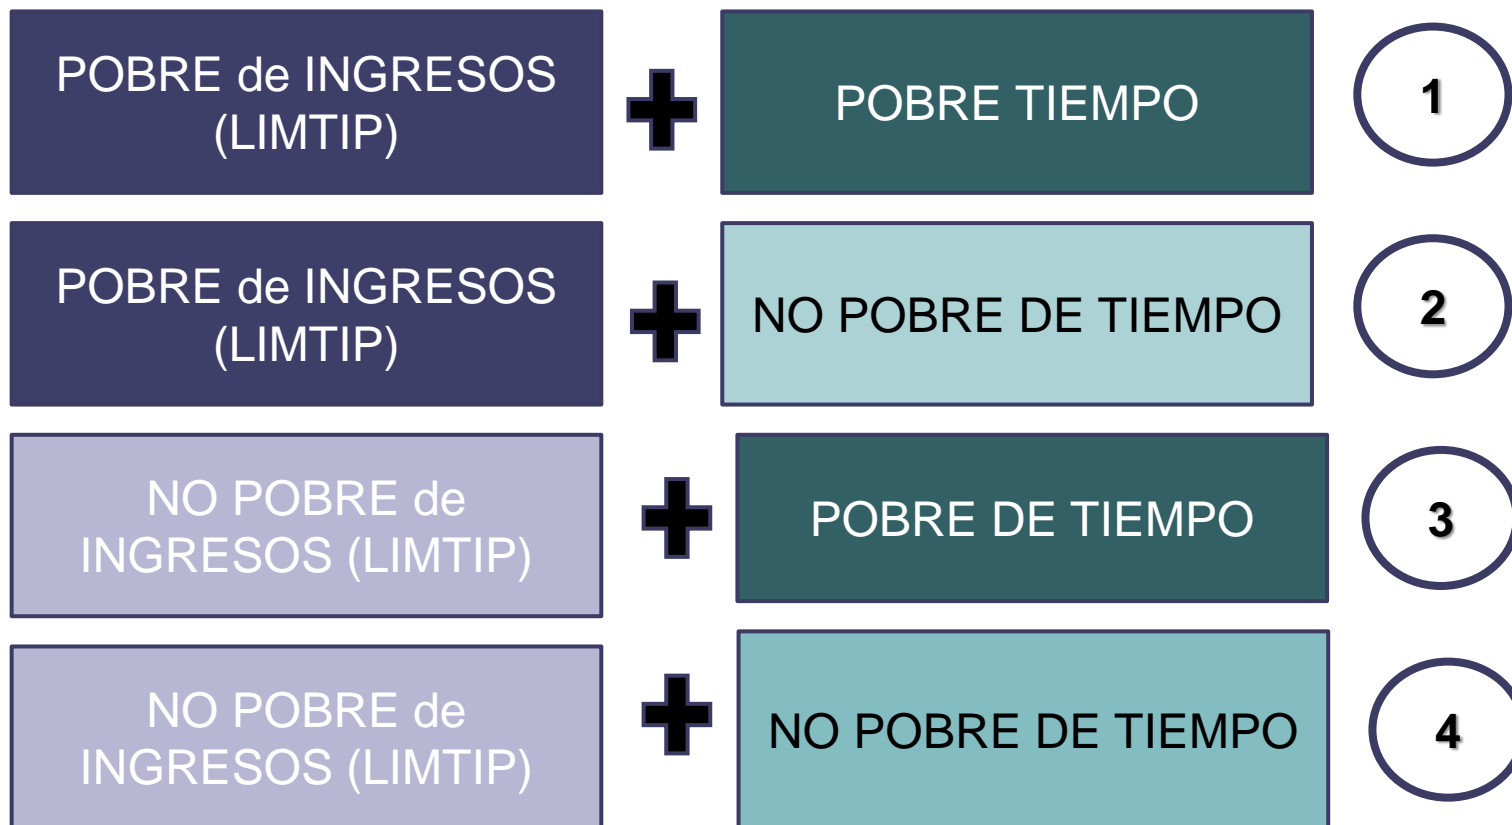 POBRE de INGRESOS
(LIMTIP)
POBRE TIEMPO
1
POBRE de INGRESOS
(LIMTIP)
NO POBRE DE TIEMPO
2
NO POBRE de
INGRESOS (LIMTIP)
POBRE DE TIEMPO
3
NO POBRE de
INGRESOS (LIMTIP)
NO POBRE DE TIEMPO
4